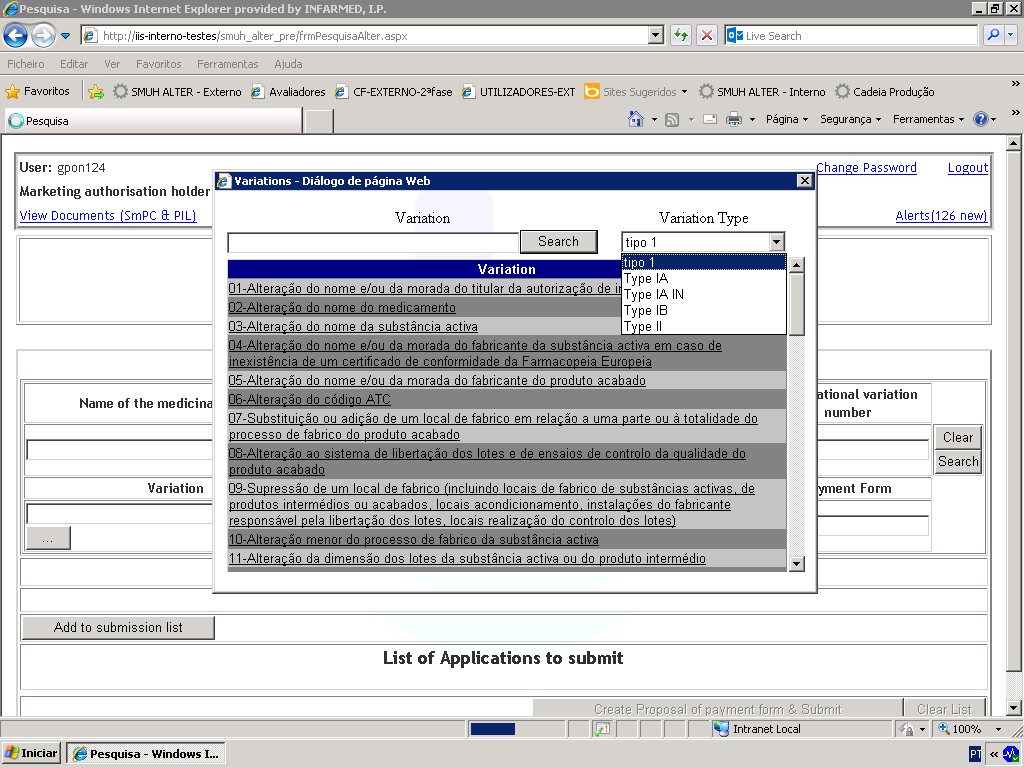 Pesquisa - Windows Internet Explorer provided by INFARMED, I.P.
http://iis-interno-testes/smuh_alter_pre/frmPesquisaAlter.aspx
Live Search
Ficheiro Editar Ver Favoritos Ferramentas Ajuda
Favoritos SMUH ALTER - Externo Avaliadores CF-EXTERNO-2ªfase UTILIZADORES-EXT Sites Sugeridos SMUH ALTER - Interno Cadeia Produção »
Pesquisa
Página Segurança Ferramentas »
User: gpon124
Change Password Logout
Marketing authorisation holder
View Documents (SmPC & PIL)
Alerts(126 new)
Variations - Diálogo de página Web
Variation
Variation Type
Search
tipo 1
tipo 1
Type IA
Type IA IN
Type IB
Type II
Variation
01-Alteração do nome e/ou da morada do titular da autorização de i
02-Alteração do nome do medicamento
03-Alteração do nome da substância activa
04-Alteração do nome e/ou da morada do fabricante da substância activa em caso de
inexistência de um certificado de conformidade da Farmacopeia Europeia
05-Alteração do nome e/ou da morada do fabricante do produto acabado
06-Alteração do código ATC
07-Substituição ou adição de um local de fabrico em relação a uma parte ou à totalidade do
processo de fabrico do produto acabado
08-Alteração ao sistema de libertação dos lotes e de ensaios de controlo da qualidade do
produto acabado
09-Supressão de um local de fabrico (incluindo locais de fabrico de substâncias activas, de
produtos intermédios ou acabados, locais acondicionamento, instalações do fabricante
responsável pela libertação dos lotes, locais realização do controlo dos lotes)
10-Alteração menor do processo de fabrico da substância activa
11-Alteração da dimensão dos lotes da substância activa ou do produto intermédio
Name of the medicina
ational variation
number
Clear
Search
Variation
yment Form
...
Add to submission list
List of Applications to submit
Create Proposal of payment form & Submit
Clear List
Intranet Local
100%
Iniciar
Pesquisa - Windows I...
PT «